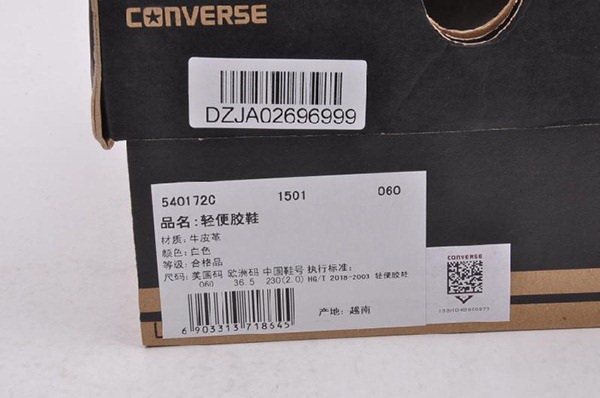 CONVERSE
DZJA02696999
540172C 1501 060
品名:轻便胶鞋
材质:牛皮革
颜色:白色
等级:合格品
尺码:美国码 欧洲码 中国鞋号 执行标准:
060 36.5 230(2.0) HG/T 2018-2003 轻便胶鞋
6 903313 718645
产地:越南
CONVERSE